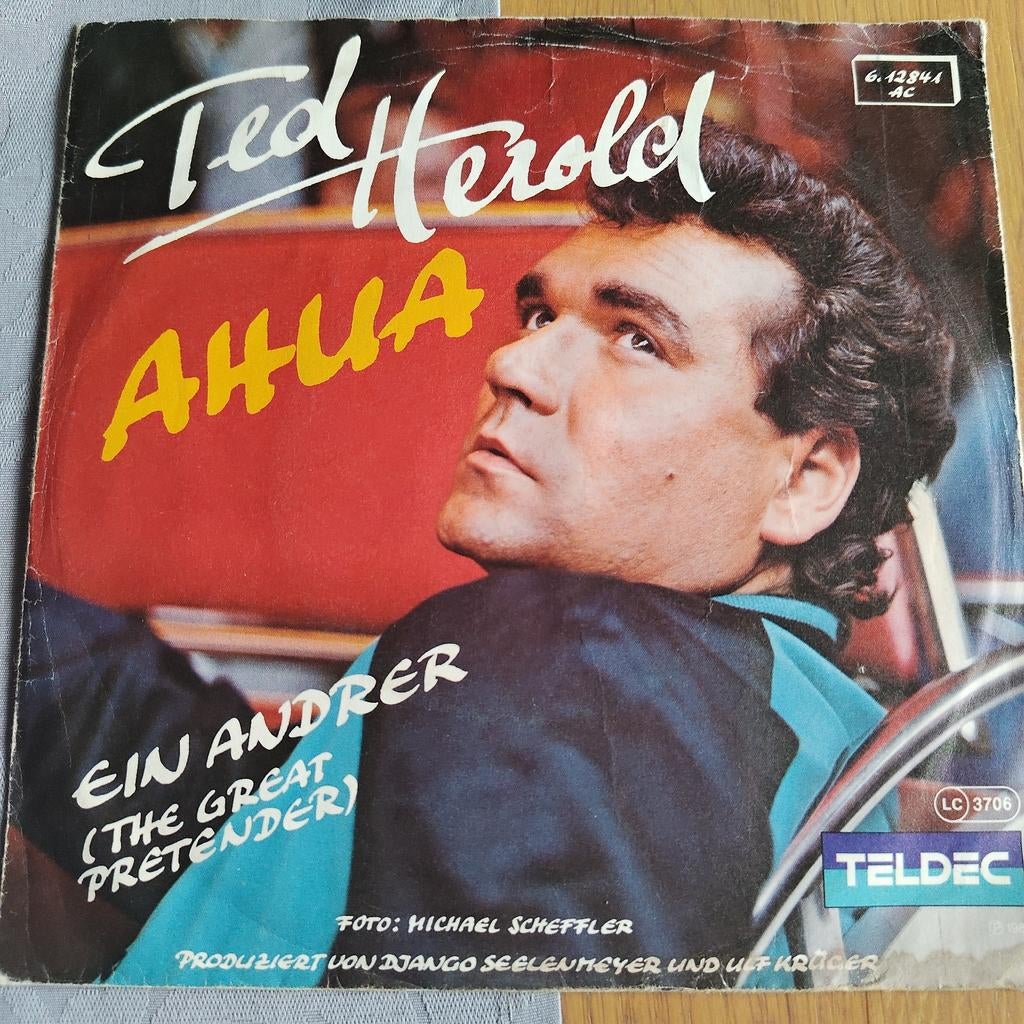 Ted Herold
6.12841
AC
AHUA
EIN ANDRER
(THE GREAT
PRETENDER)
LC 3706
TELDEC
FOTO: MICHAEL SCHEFFLER
PRODUZIERT VON DJANGO SEELENMEYER UND ULF KRÜGER